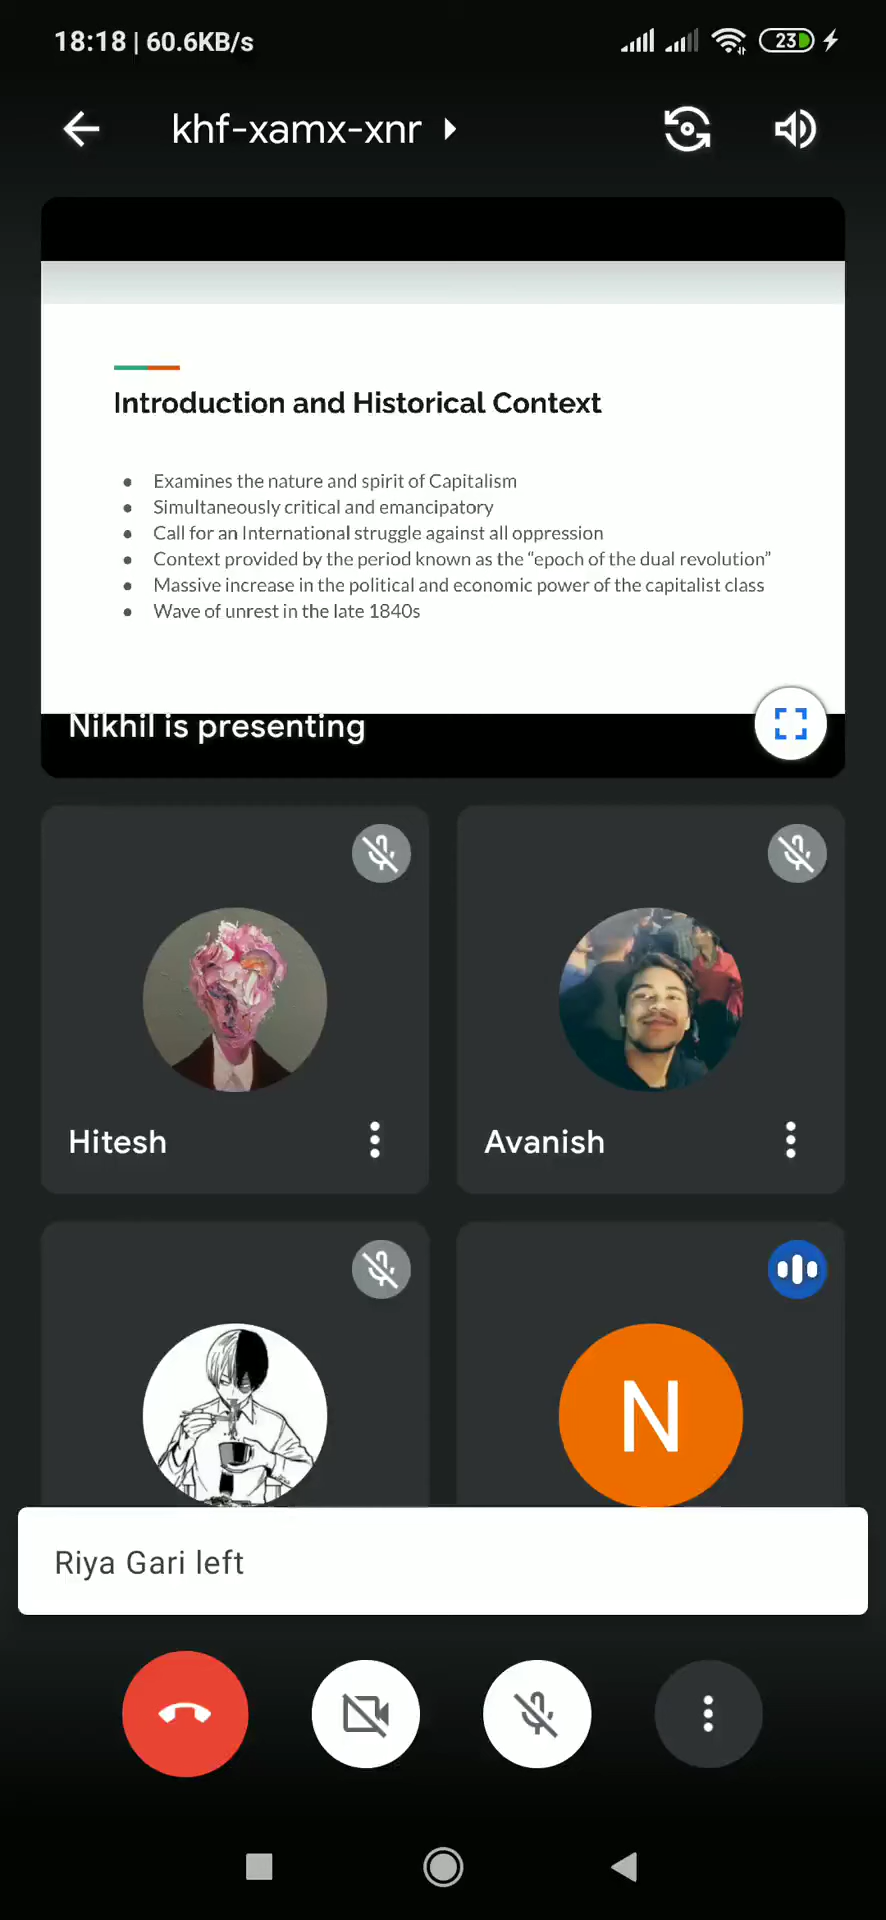 18:18 | 60.6KB/s
23
khf-xamx-xnr
Introduction and Historical Context
Examines the nature and spirit of Capitalism
Simultaneously critical and emancipatory
Call for an International struggle against all oppression
Context provided by the period known as the “epoch of the dual revolution”
Massive increase in the political and economic power of the capitalist class
Wave of unrest in the late 1840s
Nikhil is presenting
Hitesh
Avanish
N
Riya Gari left